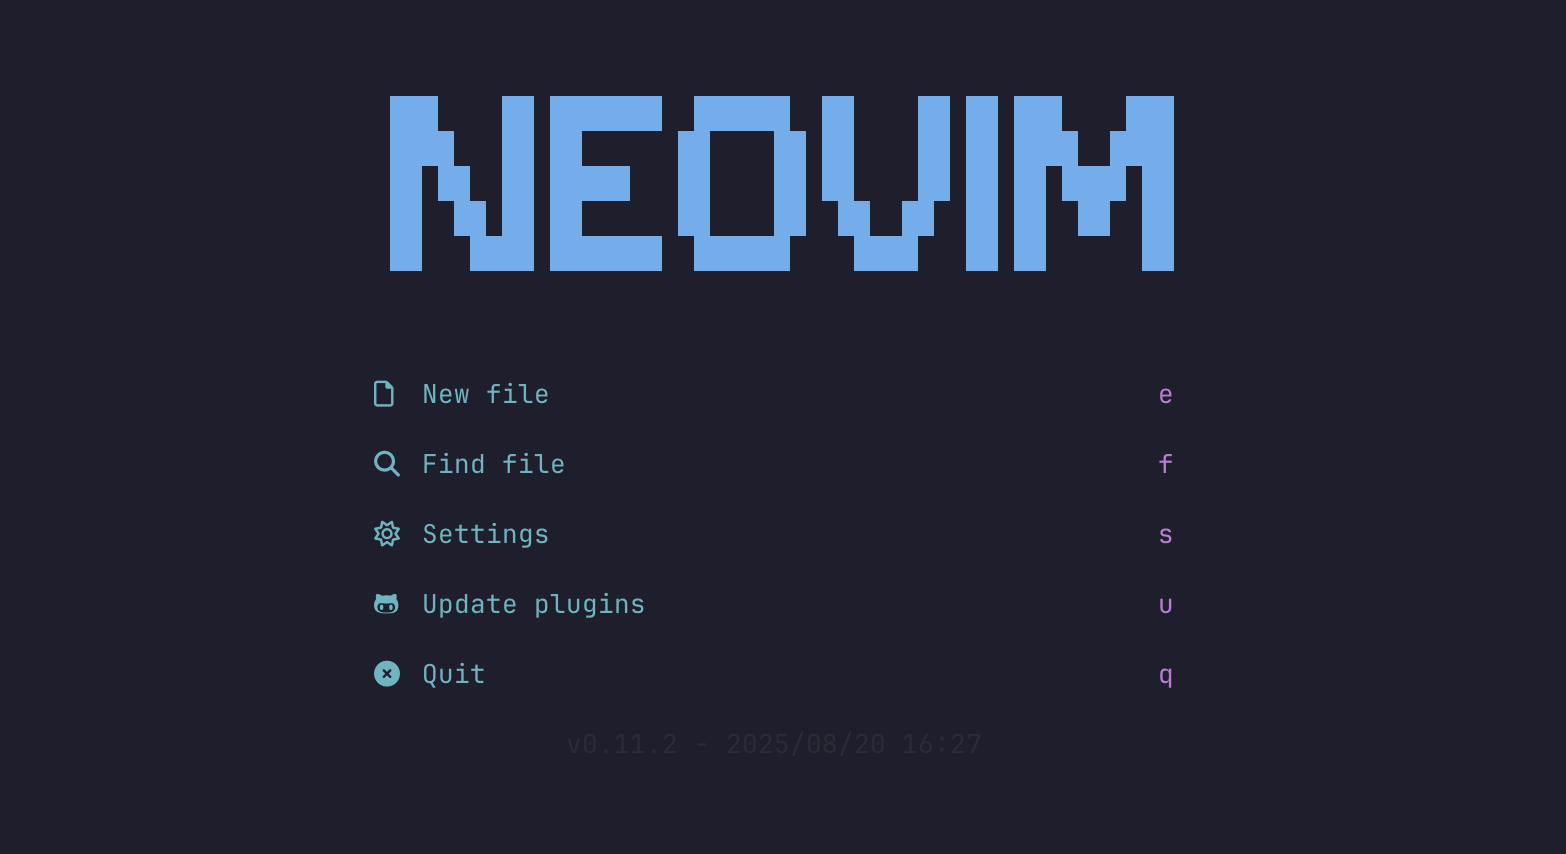 NEOVIM
New file e
Find file f
Settings s
Update plugins u
Quit q
v0.11.2 - 2025/08/20 16:27